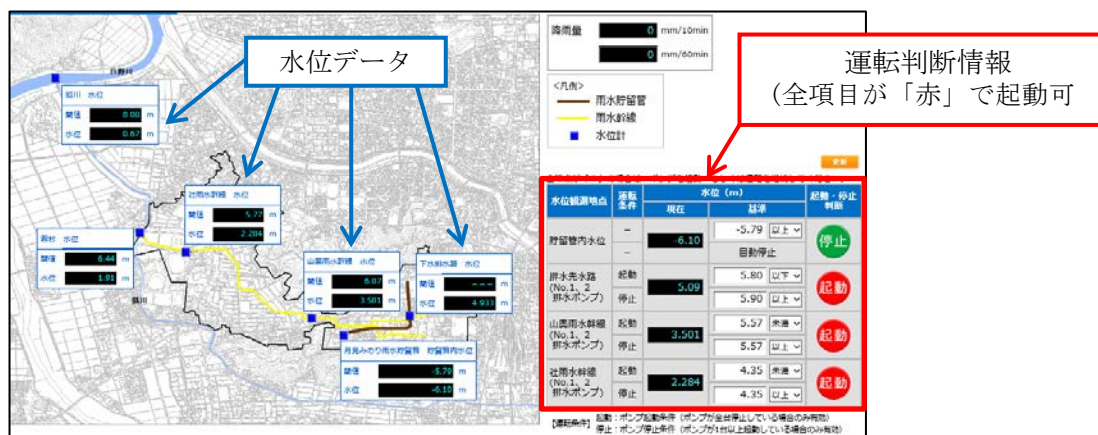 水位データ
運転判断情報
(全項目が「赤」で起動可
降雨量
0 mm/10min
0 mm/60min
<凡例>
雨水貯留管
雨水幹線
水位計
更新
日野川
水位
閾値 8.00 m
水位 0.67 m
社雨水幹線 水位
閾値 5.77 m
水位 2.284 m
水位
閾値 6.44 m
水位 1.91 m
山奥雨水幹線 水位
閾値 6.07 m
水位 3.501 m
下水排水路 水位
閾値 --- m
水位 4.933 m
月見みのり雨水貯留管 貯留管内水位
閾値 -5.79 m
水位 -6.10 m
水位観測地点 運転条件 水位(m) 起動・停止判断
現在 基準
貯留管内水位 － -6.10 -5.79 以上 停止
－ 自動停止
排水先水路 (No.1、2 排水ポンプ) 起動 5.09 5.80 以下 起動
停止 5.90 以上
山奥雨水幹線 (No.1、2 排水ポンプ) 起動 3.501 5.57 未満 起動
停止 5.57 以上
社雨水幹線 (No.1、2 排水ポンプ) 起動 2.284 4.35 未満 起動
停止 4.35 以上
【運転条件】 起動：ポンプ起動条件(ポンプが全台停止している場合のみ有効)
停止：ポンプ停止条件(ポンプが1台以上起動している場合のみ有効)